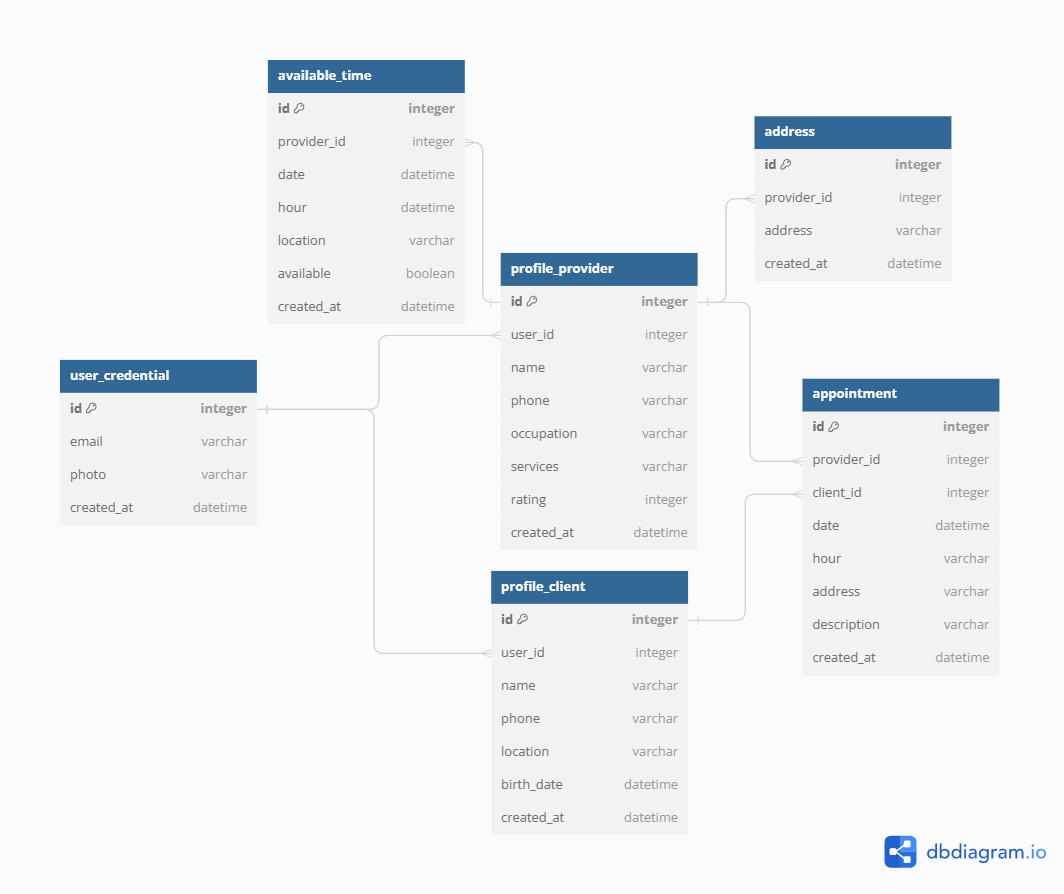 available_time
id integer
provider_id integer
date datetime
hour datetime
location varchar
available boolean
created_at datetime
address
id integer
provider_id integer
address varchar
created_at datetime
profile_provider
id integer
user_id integer
name varchar
phone varchar
occupation varchar
services varchar
rating integer
created_at datetime
user_credential
id integer
email varchar
photo varchar
created_at datetime
appointment
id integer
provider_id integer
client_id integer
date datetime
hour varchar
address varchar
description varchar
created_at datetime
profile_client
id integer
user_id integer
name varchar
phone varchar
location varchar
birth_date datetime
created_at datetime
dbdiagram.io